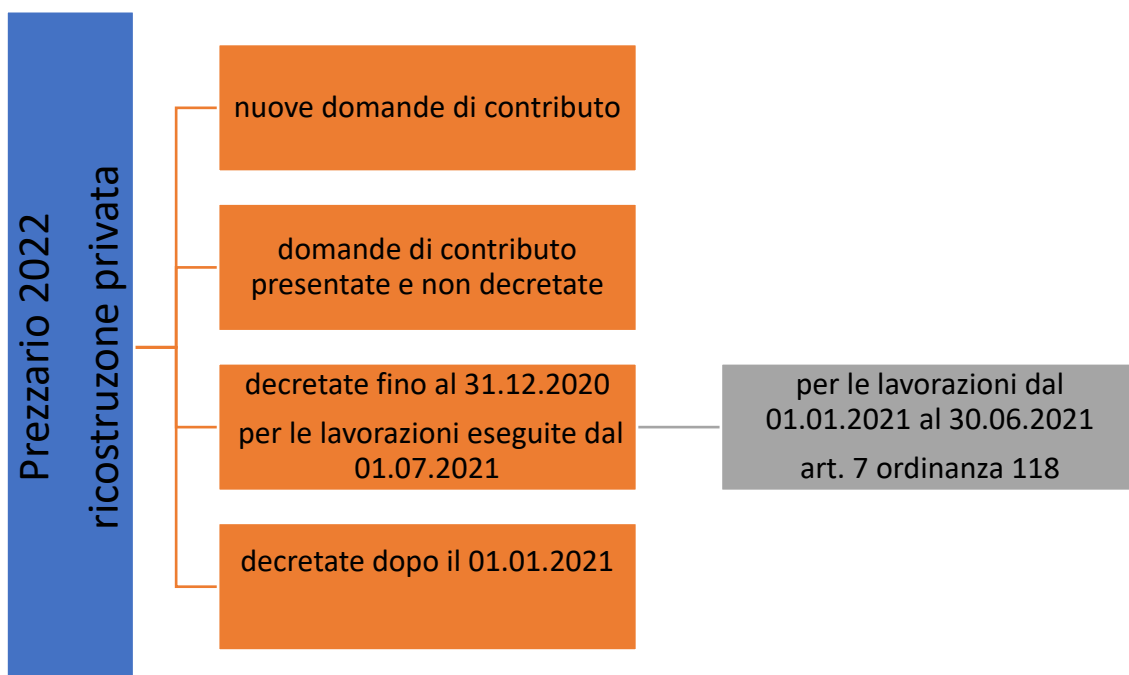 Prezzario 2022
ricostruzone privata
nuove domande di contributo
domande di contributo
presentate e non decretate
decretate fino al 31.12.2020
per le lavorazioni eseguite dal
01.07.2021
per le lavorazioni dal
01.01.2021 al 30.06.2021
art. 7 ordinanza 118
decretate dopo il 01.01.2021